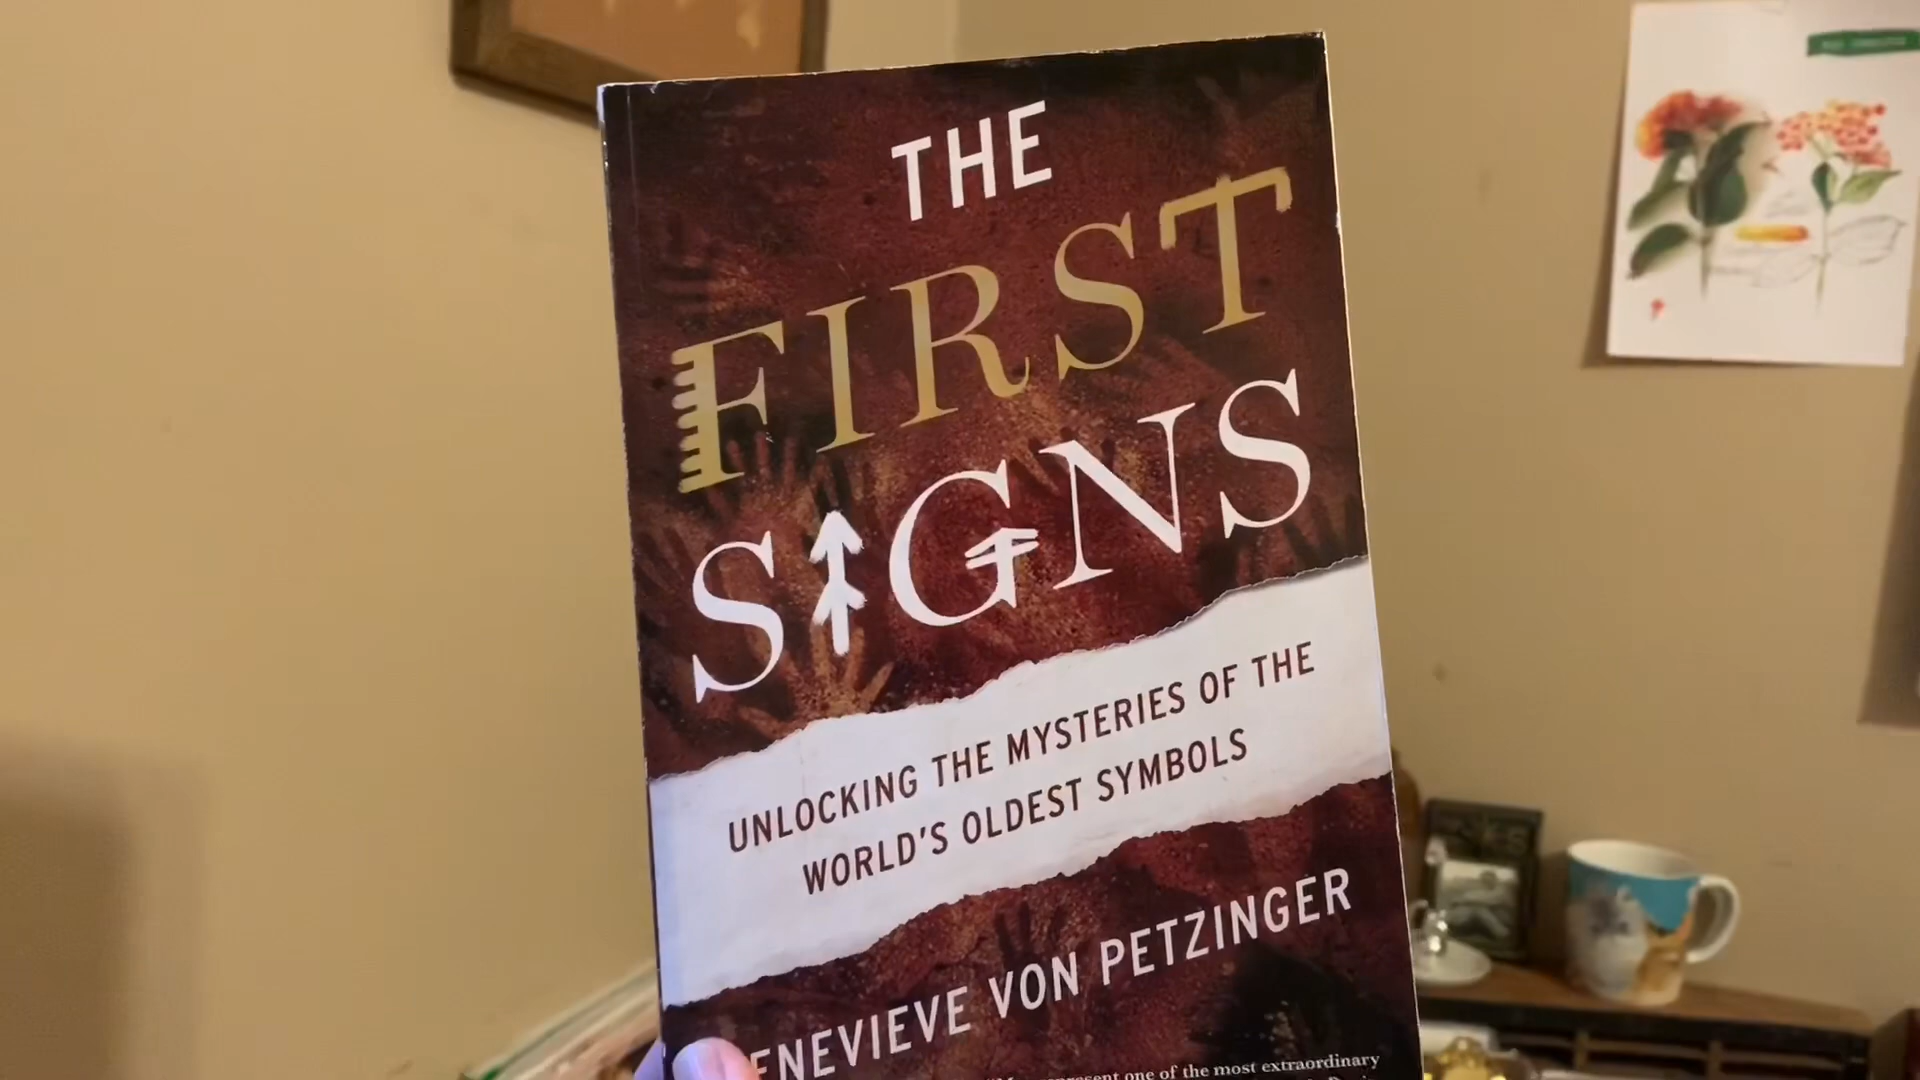 THE
FIRST
SIGNS
UNLOCKING THE MYSTERIES OF THE
WORLD'S OLDEST SYMBOLS
ENEVIEVE VON PETZINGER
one of the most extraordinary